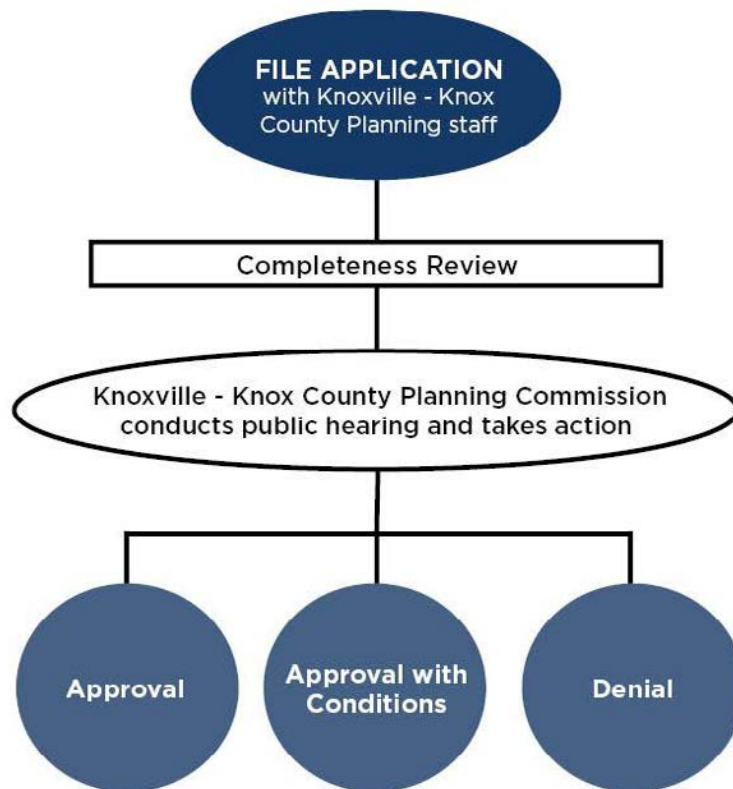 FILE APPLICATION
with Knoxville - Knox
County Planning staff
Completeness Review
Knoxville - Knox County Planning Commission
conducts public hearing and takes action
Approval
Approval with
Conditions
Denial